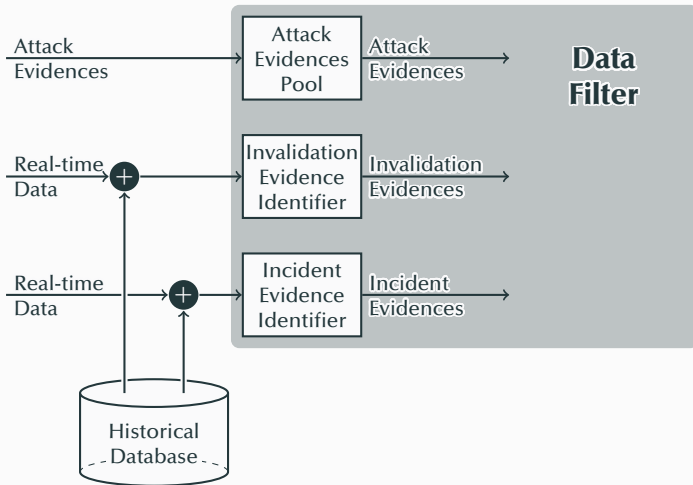 Attack
Evidences
Attack
Evidences
Pool
Attack
Evidences
Data
Filter
Real-time
Data
+
Invalidation
Evidence
Identifier
Invalidation
Evidences
Real-time
Data
+
Incident
Evidence
Identifier
Incident
Evidences
Historical
Database